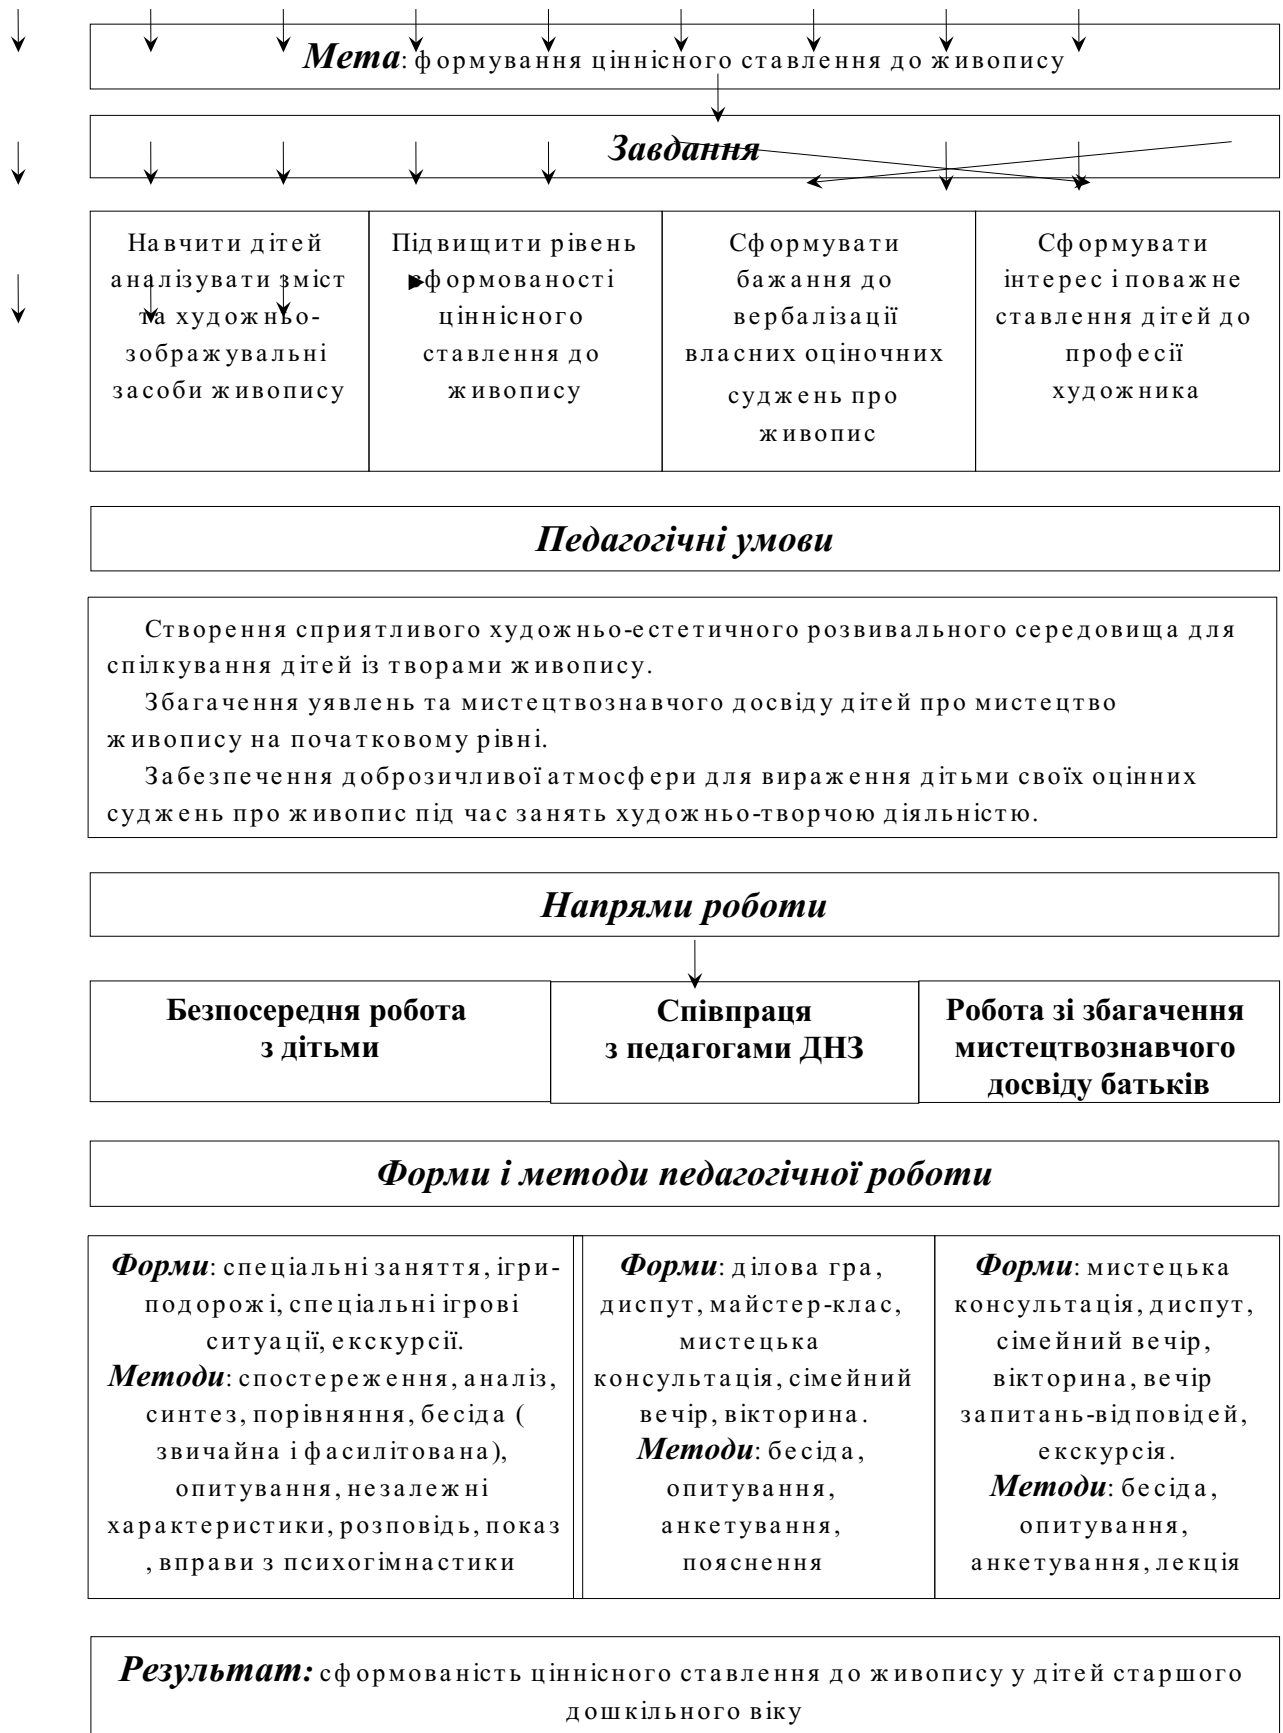 Мета: формування ціннісного ставлення до живопису
Завдання
Навчити дітей
аналізувати зміст
та художньо-
зображувальні
засоби живопису
Підвищити рівень
сформованості
ціннісного
ставлення до
живопису
Сформувати
бажання до
вербалізації
власних оціночних
суджень про
живопис
Сформувати
інтерес і поважне
ставлення дітей до
професії
художника
Педагогічні умови
Створення сприятливого художньо-естетичного розвивального середовища для
спілкування дітей із творами живопису.
Збагачення уявлень та мистецтвознавчого досвіду дітей про мистецтво
живопису на початковому рівні.
Забезпечення доброзичливої атмосфери для вираження дітьми своїх оцінних
суджень про живопис під час занять художньо-творчою діяльністю.
Напрями роботи
Безпосередня робота
з дітьми
Співпраця
з педагогами ДНЗ
Робота зі збагачення
мистецтвознавчого
досвіду батьків
Форми і методи педагогічної роботи
Форми: спеціальні заняття, ігри-
подорожі, спеціальні ігрові
ситуації, екскурсії.
Методи: спостереження, аналіз,
синтез, порівняння, бесіда (
звичайна і фасилітована),
опитування, незалежні
характеристики, розповідь, показ
, вправи з психогімнастики
Форми: ділова гра,
диспут, майстер-клас,
мистецька
консультація, сімейний
вечір, вікторина.
Методи: бесіда,
опитування,
анкетування,
пояснення
Форми: мистецька
консультація, диспут,
сімейний вечір,
вікторина, вечір
запитань-відповідей,
екскурсія.
Методи: бесіда,
опитування,
анкетування, лекція
Результат: сформованість ціннісного ставлення до живопису у дітей старшого
дошкільного віку